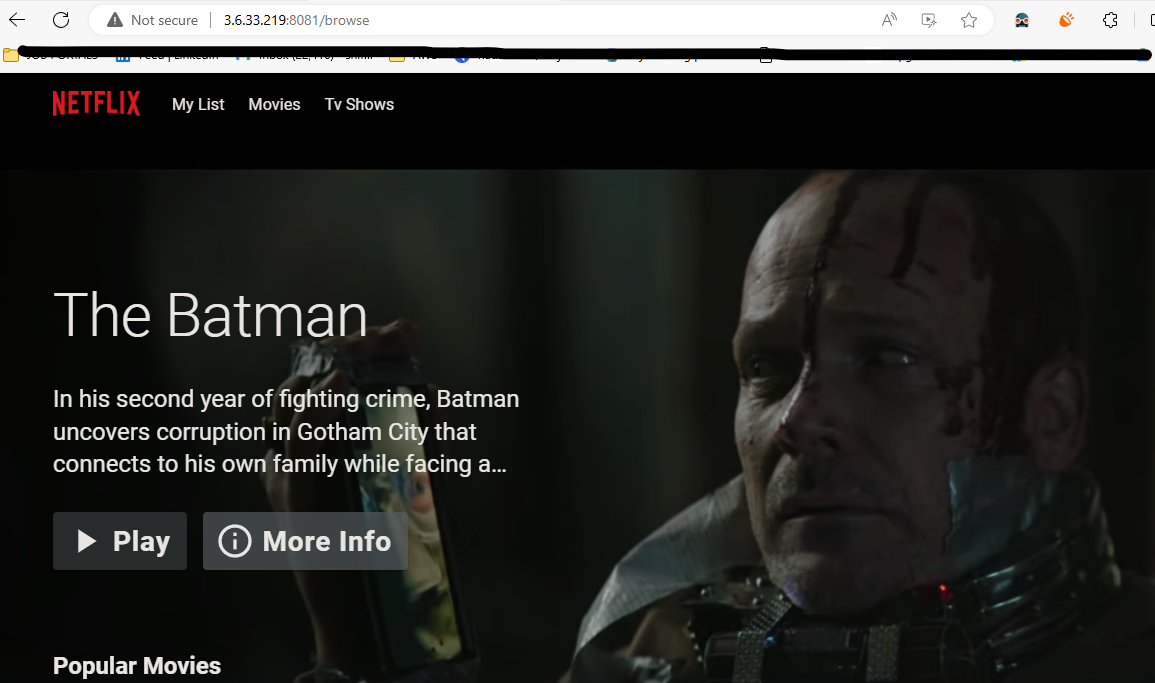 Not secure
3.6.33.219:8081/browse
NETFLIX My List Movies Tv Shows
The Batman
In his second year of fighting crime, Batman
uncovers corruption in Gotham City that
connects to his own family while facing a...
Play More Info
Popular Movies